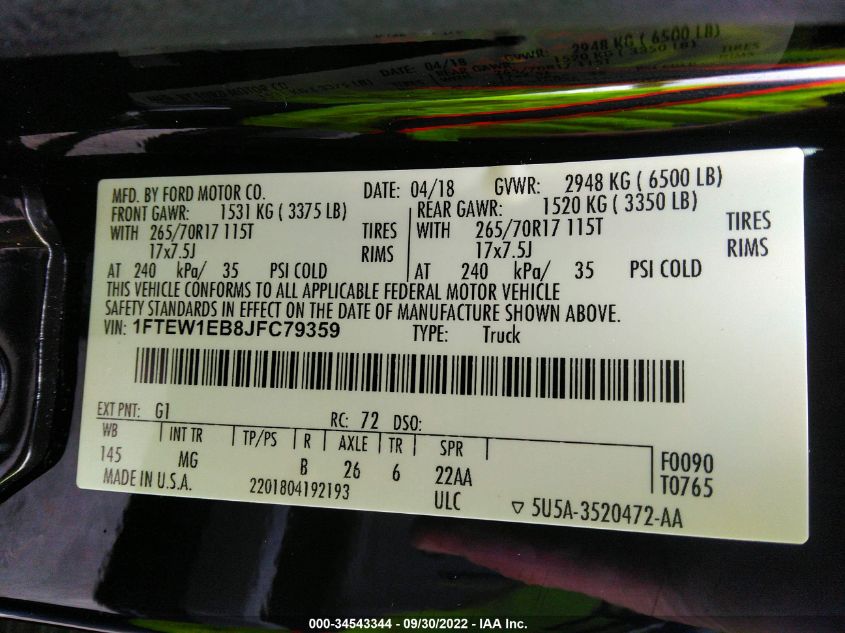 MFD. BY FORD MOTOR CO. DATE: 04/18 GVWR: 2948 KG ( 6500 LB)
FRONT GAWR: 1531 KG ( 3375 LB) REAR GAWR: 1520 KG ( 3350 LB)
WITH 265/70R17 115T TIRES WITH 265/70R17 115T TIRES
17x7.5J RIMS 17x7.5J RIMS
AT 240 kPa/ 35 PSI COLD AT 240 kPa/ 35 PSI COLD
THIS VEHICLE CONFORMS TO ALL APPLICABLE FEDERAL MOTOR VEHICLE
SAFETY STANDARDS IN EFFECT ON THE DATE OF MANUFACTURE SHOWN ABOVE.
VIN: 1FTEW1EB8JFC79359 TYPE: Truck
EXT PNT: G1 RC: 72 DSO:
WB INT TR TP/PS R AXLE TR SPR
145 MG B 26 6 22AA F0090
MADE IN U.S.A. 2201804192193 ULC T0765
▽ 5U5A-3520472-AA
000-34543344 - 09/30/2022 - IAA Inc.